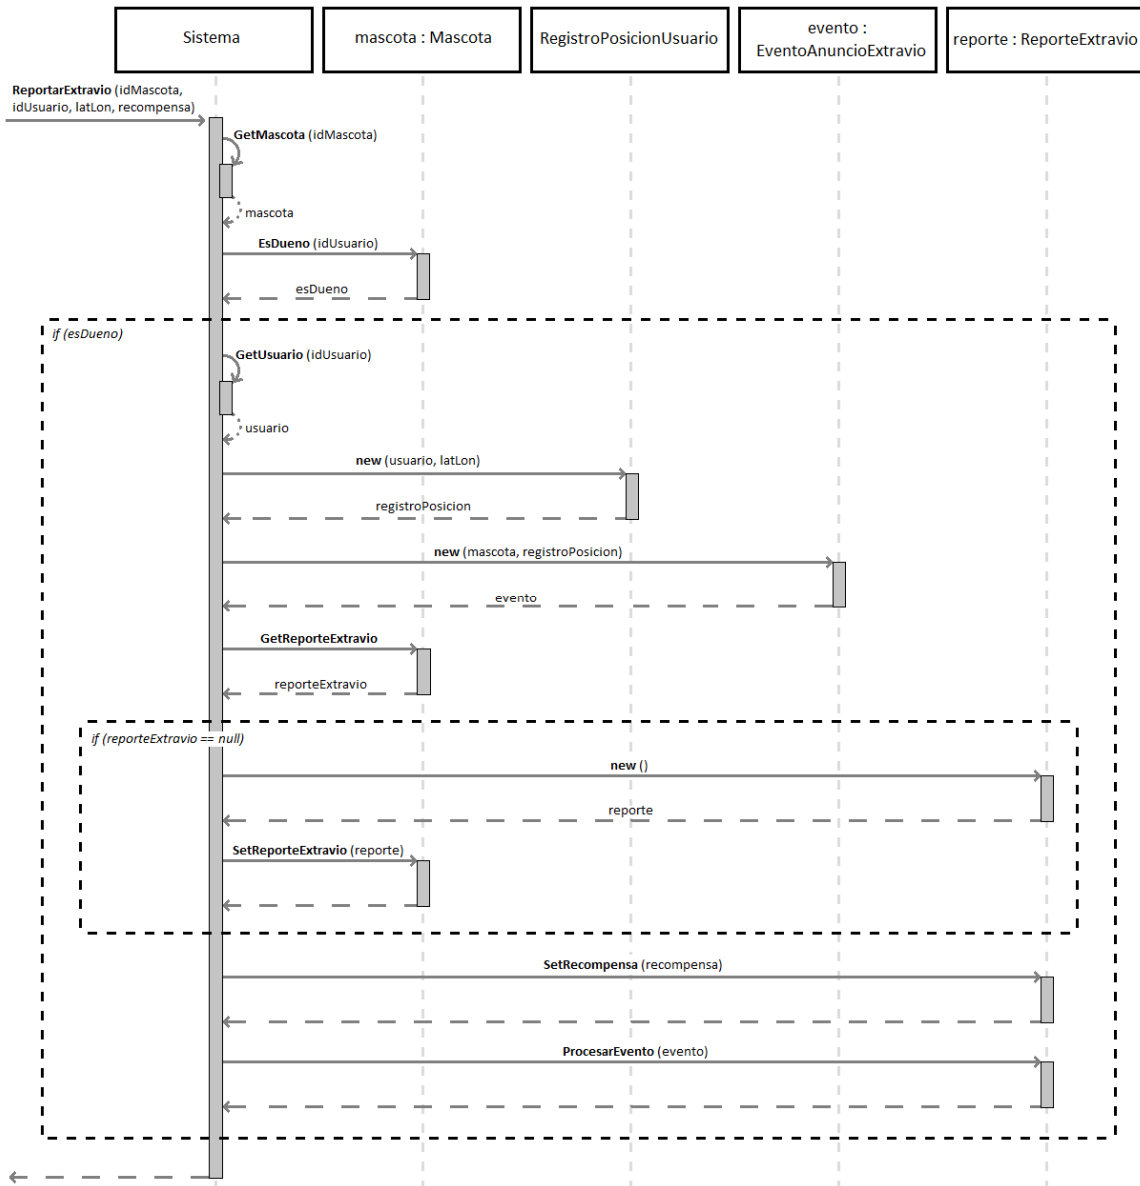 Sistema
mascota : Mascota
RegistroPosicionUsuario
evento :
EventoAnuncioExtravio
reporte : ReporteExtravio
ReportarExtravio (idMascota,
idUsuario, latLon, recompensa)
GetMascota (idMascota)
mascota
EsDueno (idUsuario)
esDueno
if (esDueno)
GetUsuario (idUsuario)
usuario
new (usuario, latLon)
registroPosicion
new (mascota, registroPosicion)
evento
GetReporteExtravio
reporteExtravio
if (reporteExtravio == null)
new ()
reporte
SetReporteExtravio (reporte)
SetRecompensa (recompensa)
ProcesarEvento (evento)